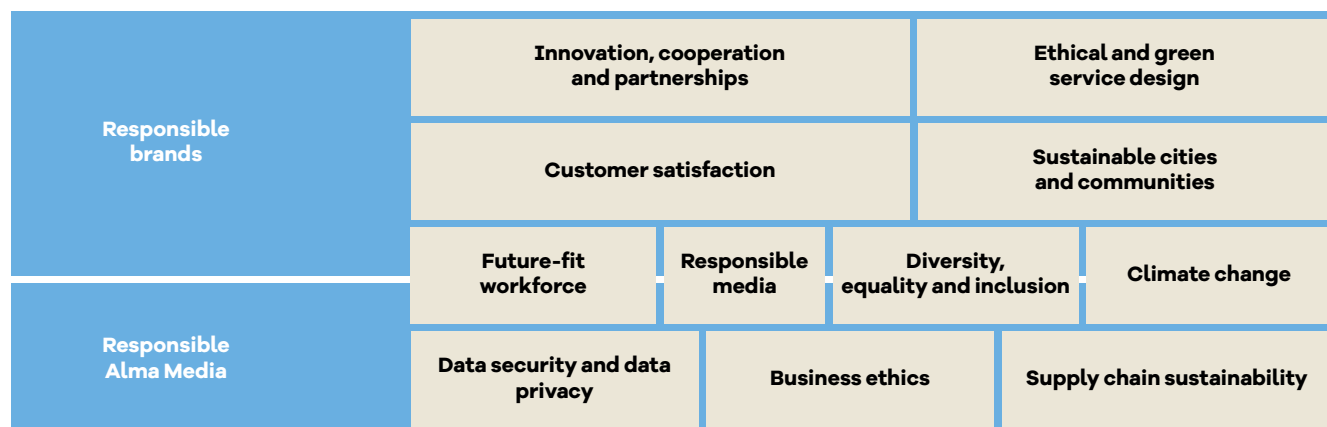 Responsible
brands
Innovation, cooperation
and partnerships
Ethical and green
service design
Customer satisfaction
Sustainable cities
and communities
Future-fit
workforce
Responsible
media
Diversity,
equality and inclusion
Climate change
Responsible
Alma Media
Data security and data
privacy
Business ethics
Supply chain sustainability